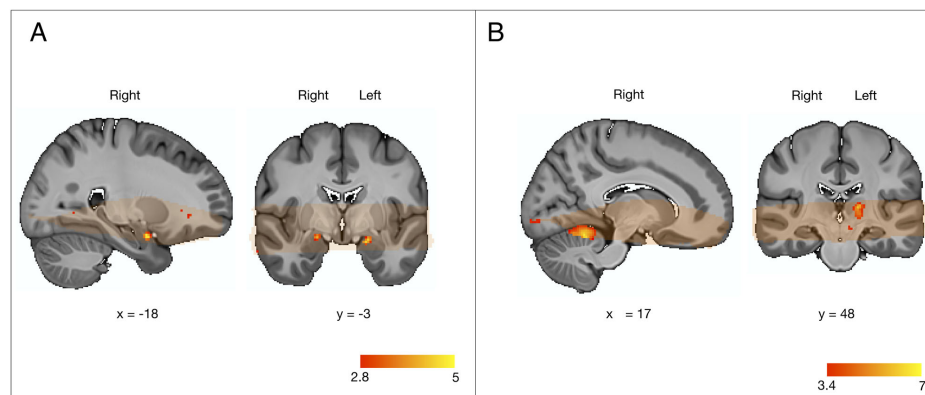 A
Right
Right Left
x = -18
y = -3
2.8 5
B
Right
Right Left
x = 17
y = 48
3.4 7